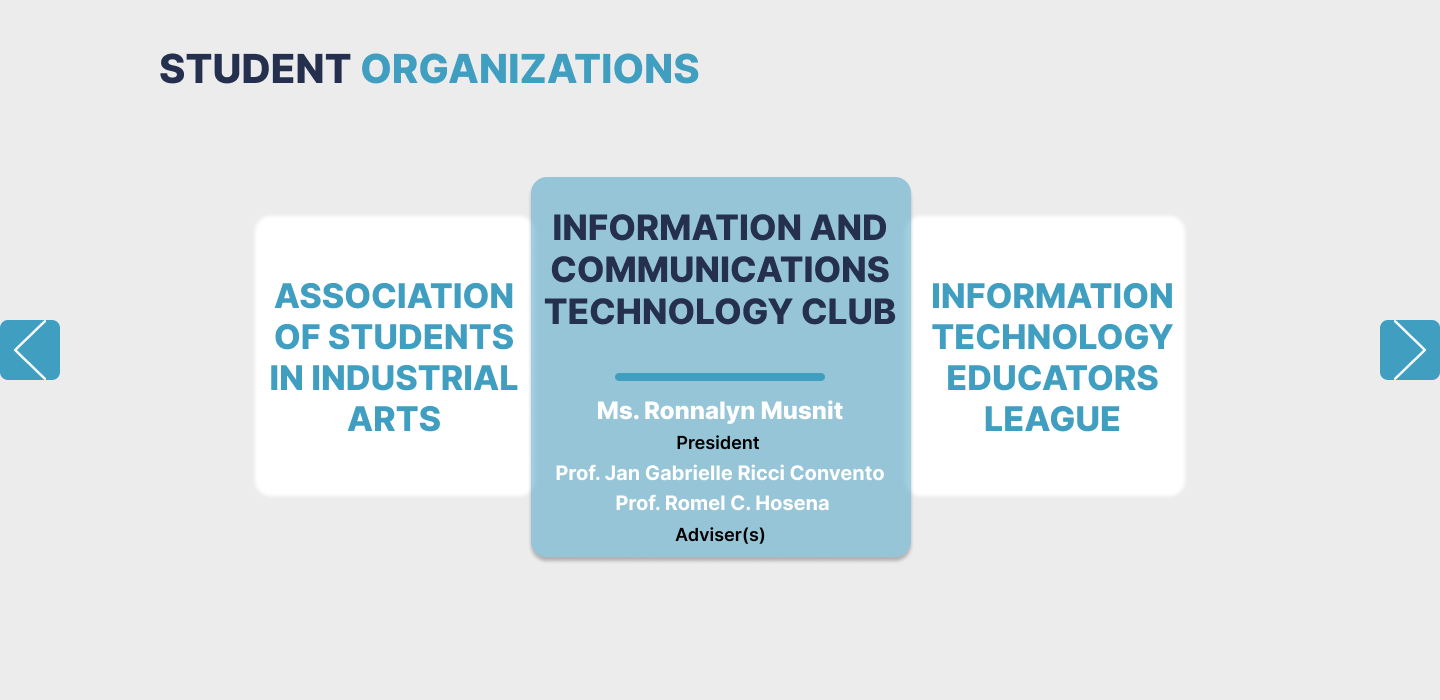 STUDENT ORGANIZATIONS
ASSOCIATION
OF STUDENTS
IN INDUSTRIAL
ARTS
INFORMATION AND
COMMUNICATIONS
TECHNOLOGY CLUB
Ms. Ronnalyn Musnit
President
Prof. Jan Gabrielle Ricci Convento
Prof. Romel C. Hosena
Adviser(s)
INFORMATION
TECHNOLOGY
EDUCATORS
LEAGUE